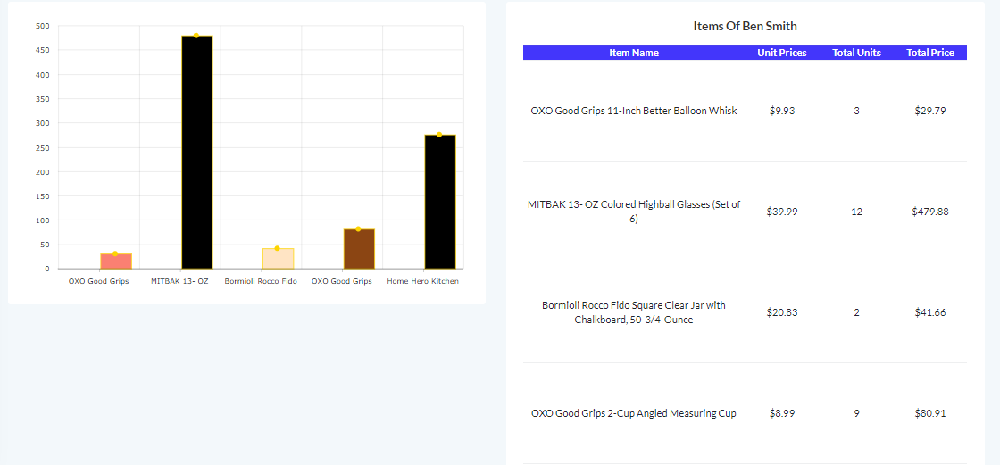 500
450
400
350
300
250
200
150
100
50
0
OXO Good Grips MITBAK 13- OZ Bormioli Rocco Fido OXO Good Grips Home Hero Kitchen
Items Of Ben Smith
Item Name Unit Prices Total Units Total Price
OXO Good Grips 11-Inch Better Balloon Whisk $9.93 3 $29.79
MITBAK 13- OZ Colored Highball Glasses (Set of
6) $39.99 12 $479.88
Bormioli Rocco Fido Square Clear Jar with
Chalkboard, 50-3/4-Ounce $20.83 2 $41.66
OXO Good Grips 2-Cup Angled Measuring Cup $8.99 9 $80.91